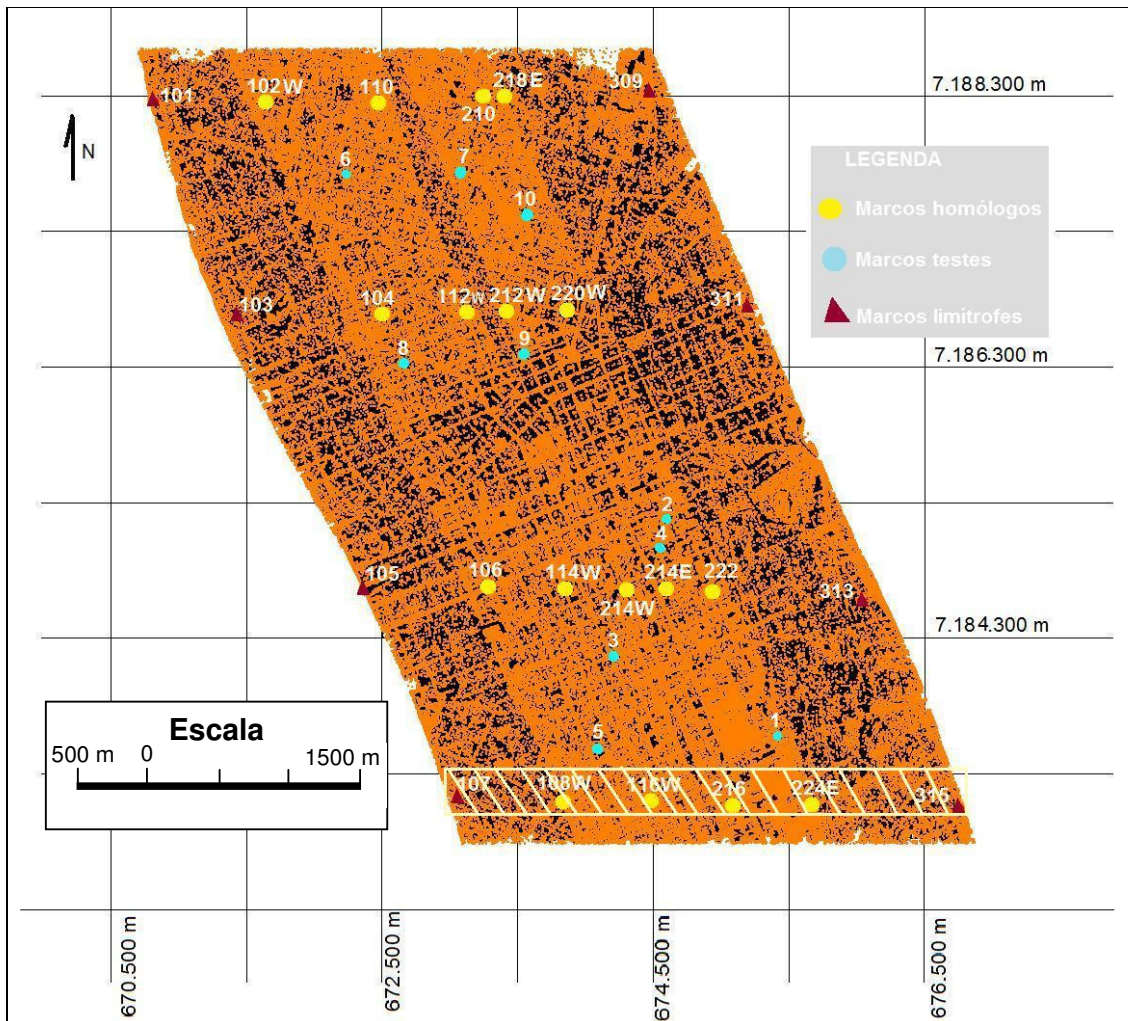 101
102W
110
218E
210
309
7.188.300 m
N
LEGENDA
Marcos homólogos
Marcos testes
Marcos limítrofes
6
7
10
103
104
112W
212W
220W
311
8
9
7.186.300 m
2
4
105
106
114W
214W
214E
222
313
7.184.300 m
3
5
1
Escala
500 m 0 1500 m
107
108W
116W
216
224E
315
670.500 m
672.500 m
674.500 m
676.500 m